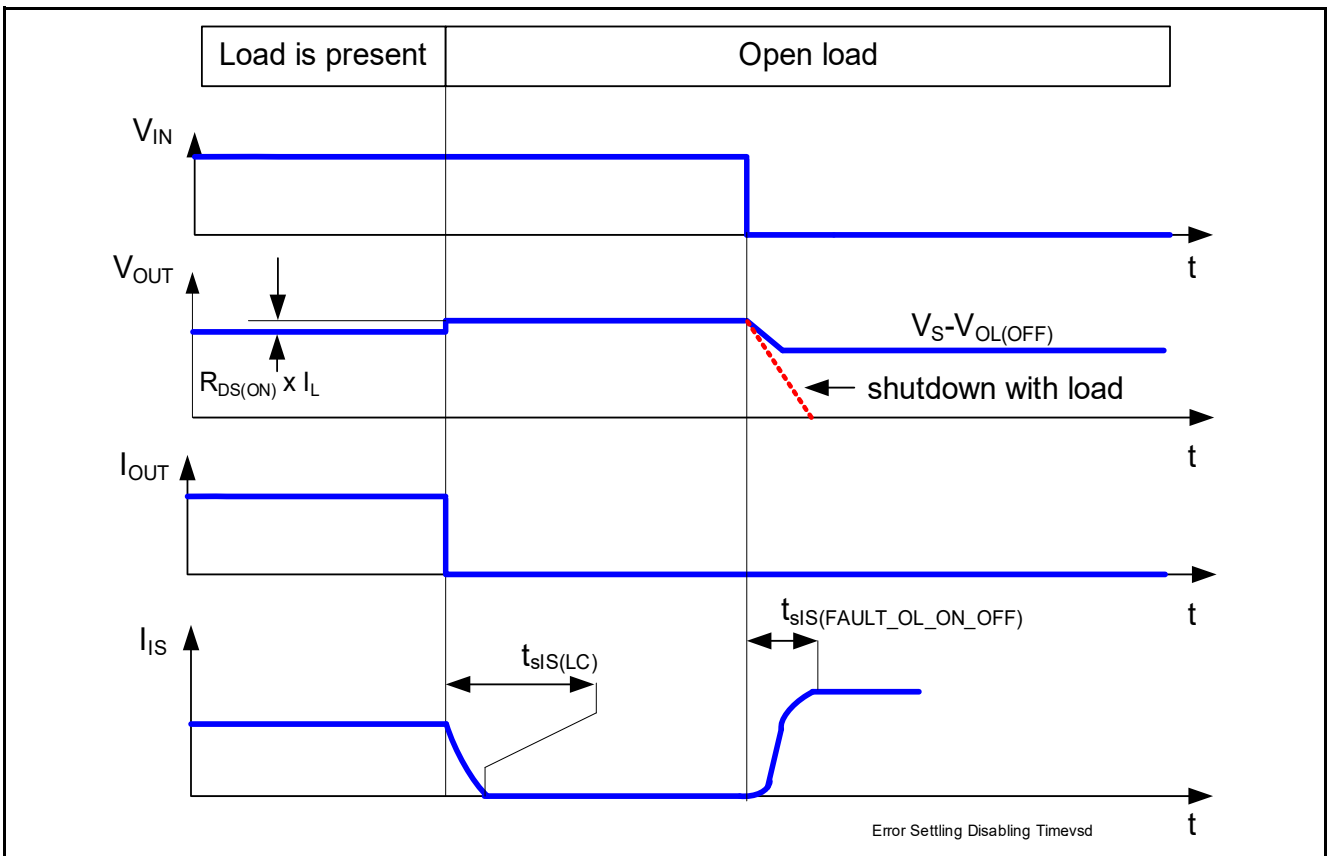 Load is present
Open load
VIN
t
VOUT
VS-VOL(OFF)
RDS(ON) x IL
shutdown with load
t
IOUT
t
tsIS(FAULT_OL_ON_OFF)
IIS
tsIS(LC)
t
Error Settling Disabling Timevsd